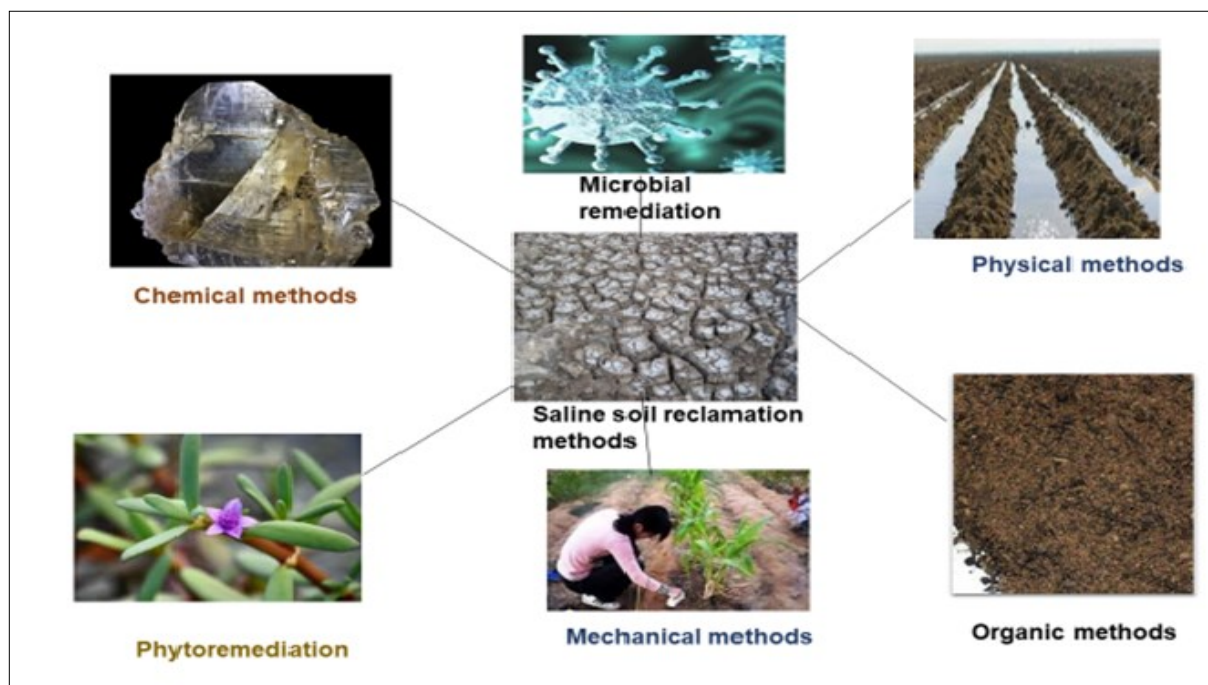 Microbial
remediation
Chemical methods
Physical methods
Saline soil reclamation
methods
Phytoremediation
Mechanical methods
Organic methods